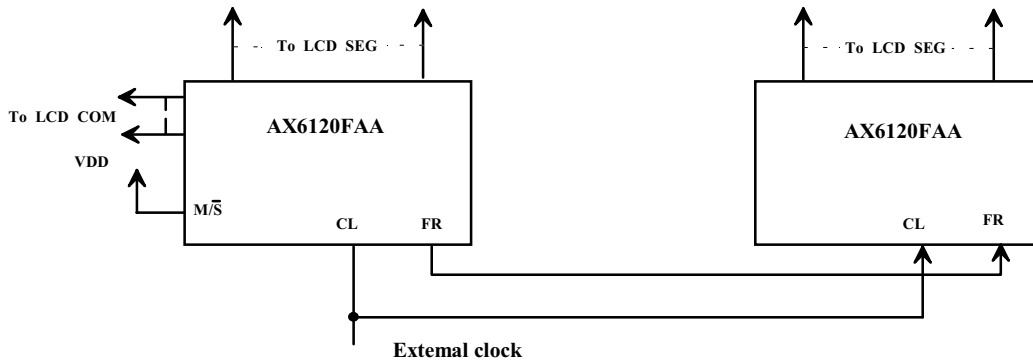 To LCD SEG
To LCD SEG
To LCD COM
AX6120FAA
AX6120FAA
VDD
M/S̅
CL
FR
CL
FR
Extemal clock